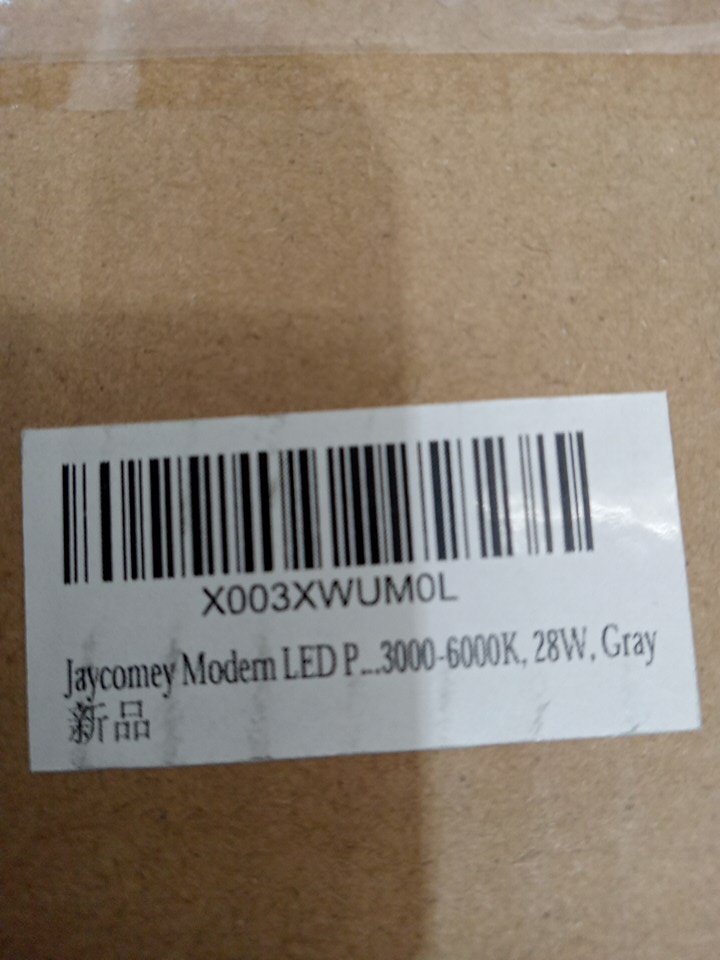 X003XWUM0L
Jaycomey Modern LED P...3000-6000K, 28W, Gray
新品